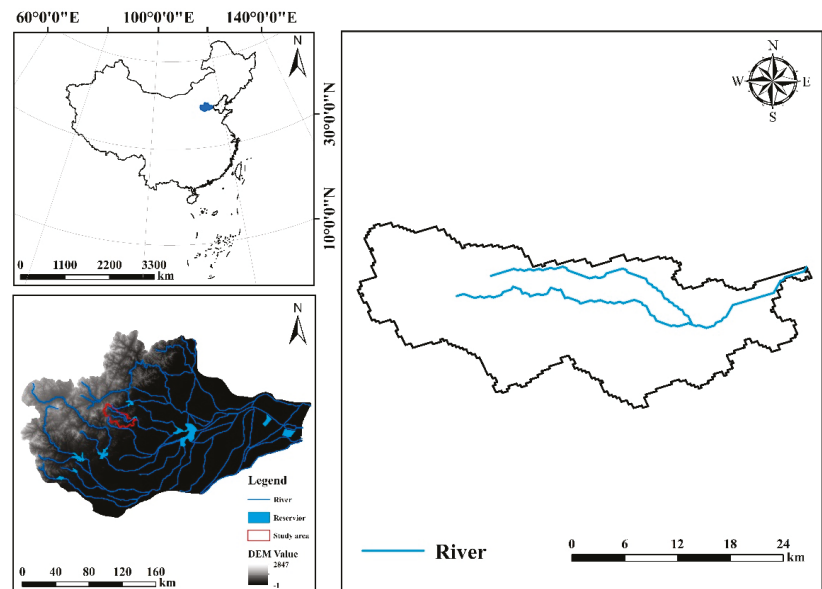 60°0'0"E 100°0'0"E 140°0'0"E
N
30°0'0"N
10°0'0"N
0 1100 2200 3300
km
N
Legend
River
Reservior
Study area
DEM Value
2847
-1
0 40 80 120 160
km
N
W E
S
River
0 6 12 18 24
km